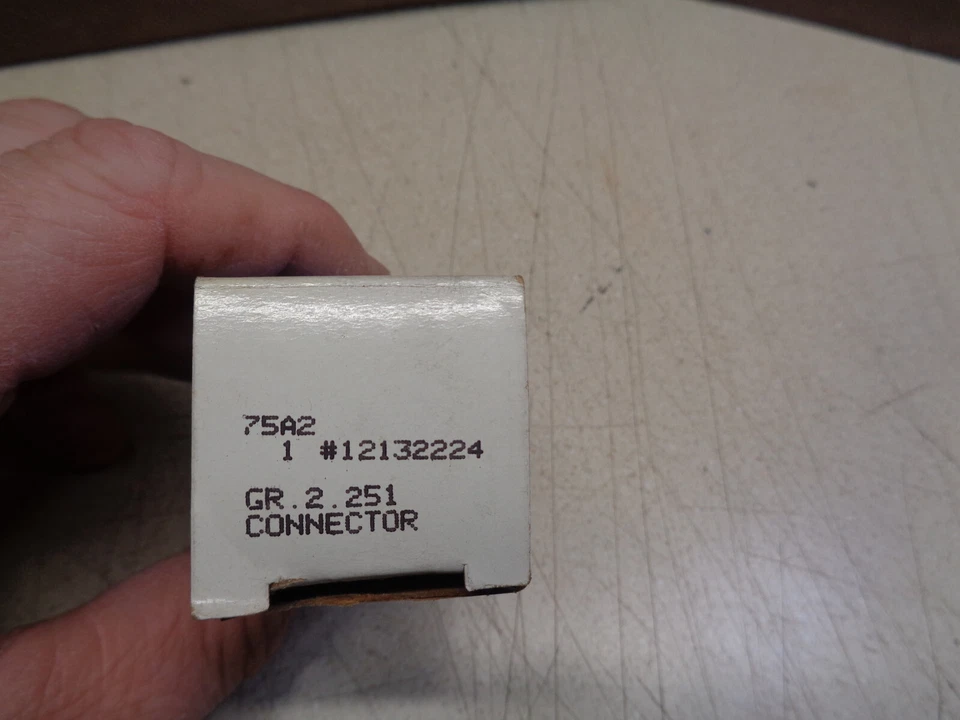 75A2
1 #12132224
GR.2.251
CONNECTOR